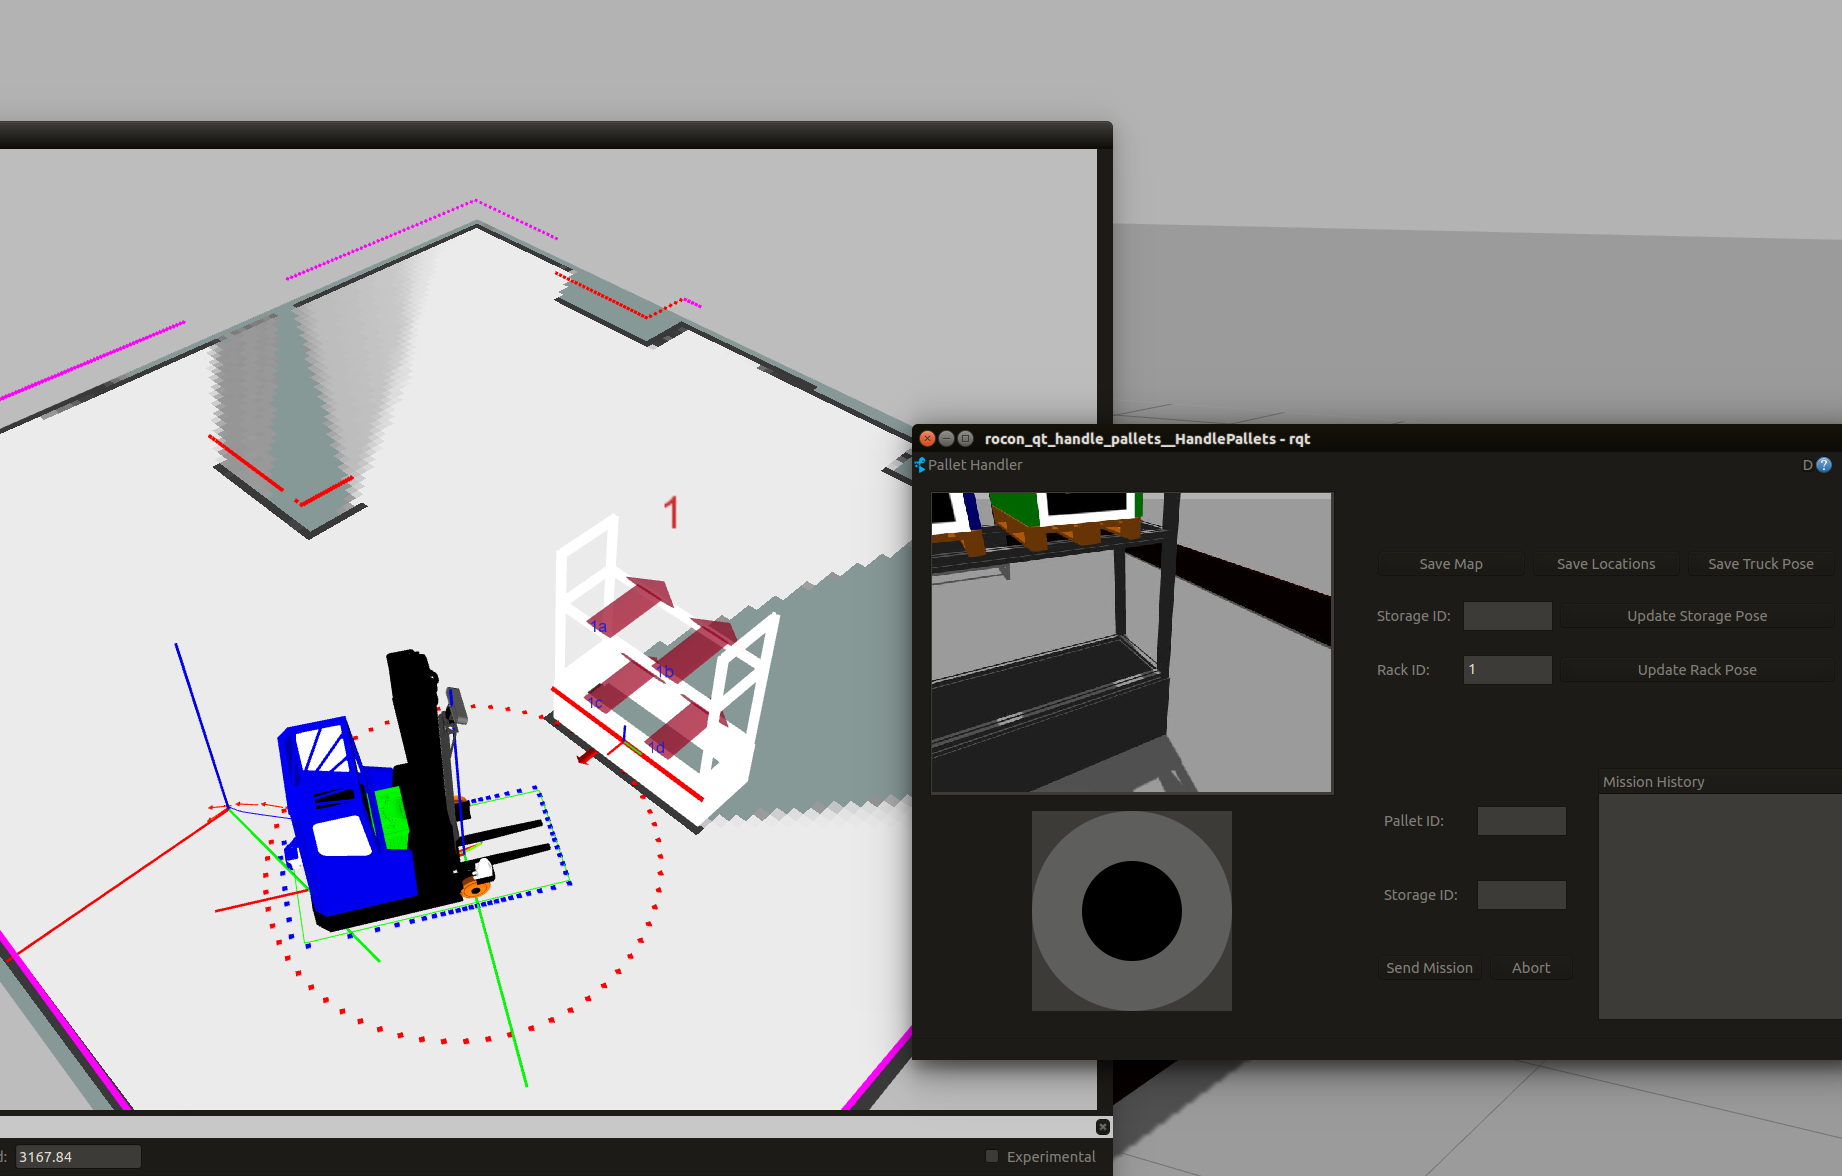 1
1a
1b
1c
1d
d: 3167.84
Experimental
rocon_qt_handle_pallets__HandlePallets - rqt
Pallet Handler
D ?
Save Map Save Locations Save Truck Pose
Storage ID: Update Storage Pose
Rack ID: 1 Update Rack Pose
Mission History
Pallet ID:
Storage ID:
Send Mission Abort